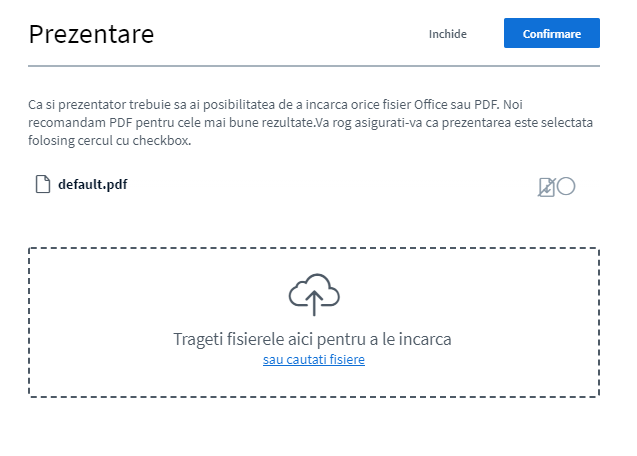 Prezentare
Inchide
Confirmare
Ca si prezentator trebuie sa ai posibilitatea de a incarca orice fisier Office sau PDF. Noi
recomandam PDF pentru cele mai bune rezultate.Va rog asigurati-va ca prezentarea este selectata
folosing cercul cu checkbox.
default.pdf
Trageti fisierele aici pentru a le incarca
sau cautati fisiere